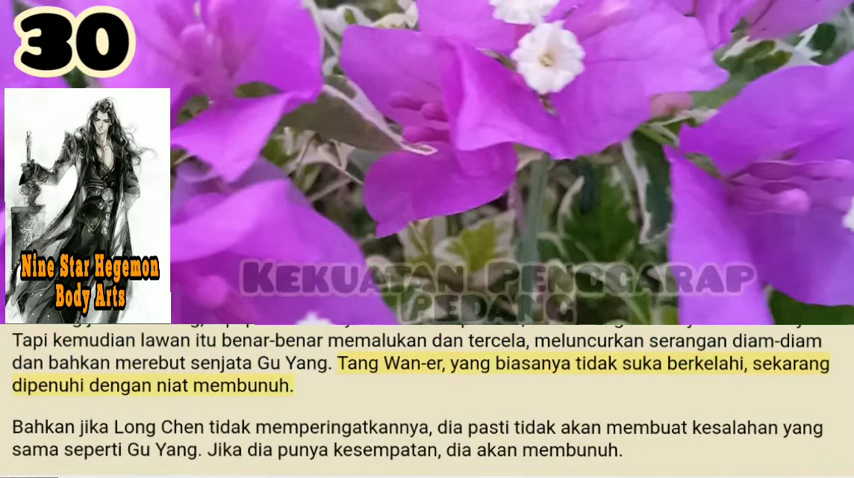 30
Nine Star Hegemon
Body Arts
KEKUATAN PENGGARAP
PEDANG
Tapi kemudian lawan itu benar-benar memalukan dan tercela, meluncurkan serangan diam-diam
dan bahkan merebut senjata Gu Yang. Tang Wan-er, yang biasanya tidak suka berkelahi, sekarang
dipenuhi dengan niat membunuh.
Bahkan jika Long Chen tidak memperingatkannya, dia pasti tidak akan membuat kesalahan yang
sama seperti Gu Yang. Jika dia punya kesempatan, dia akan membunuh.